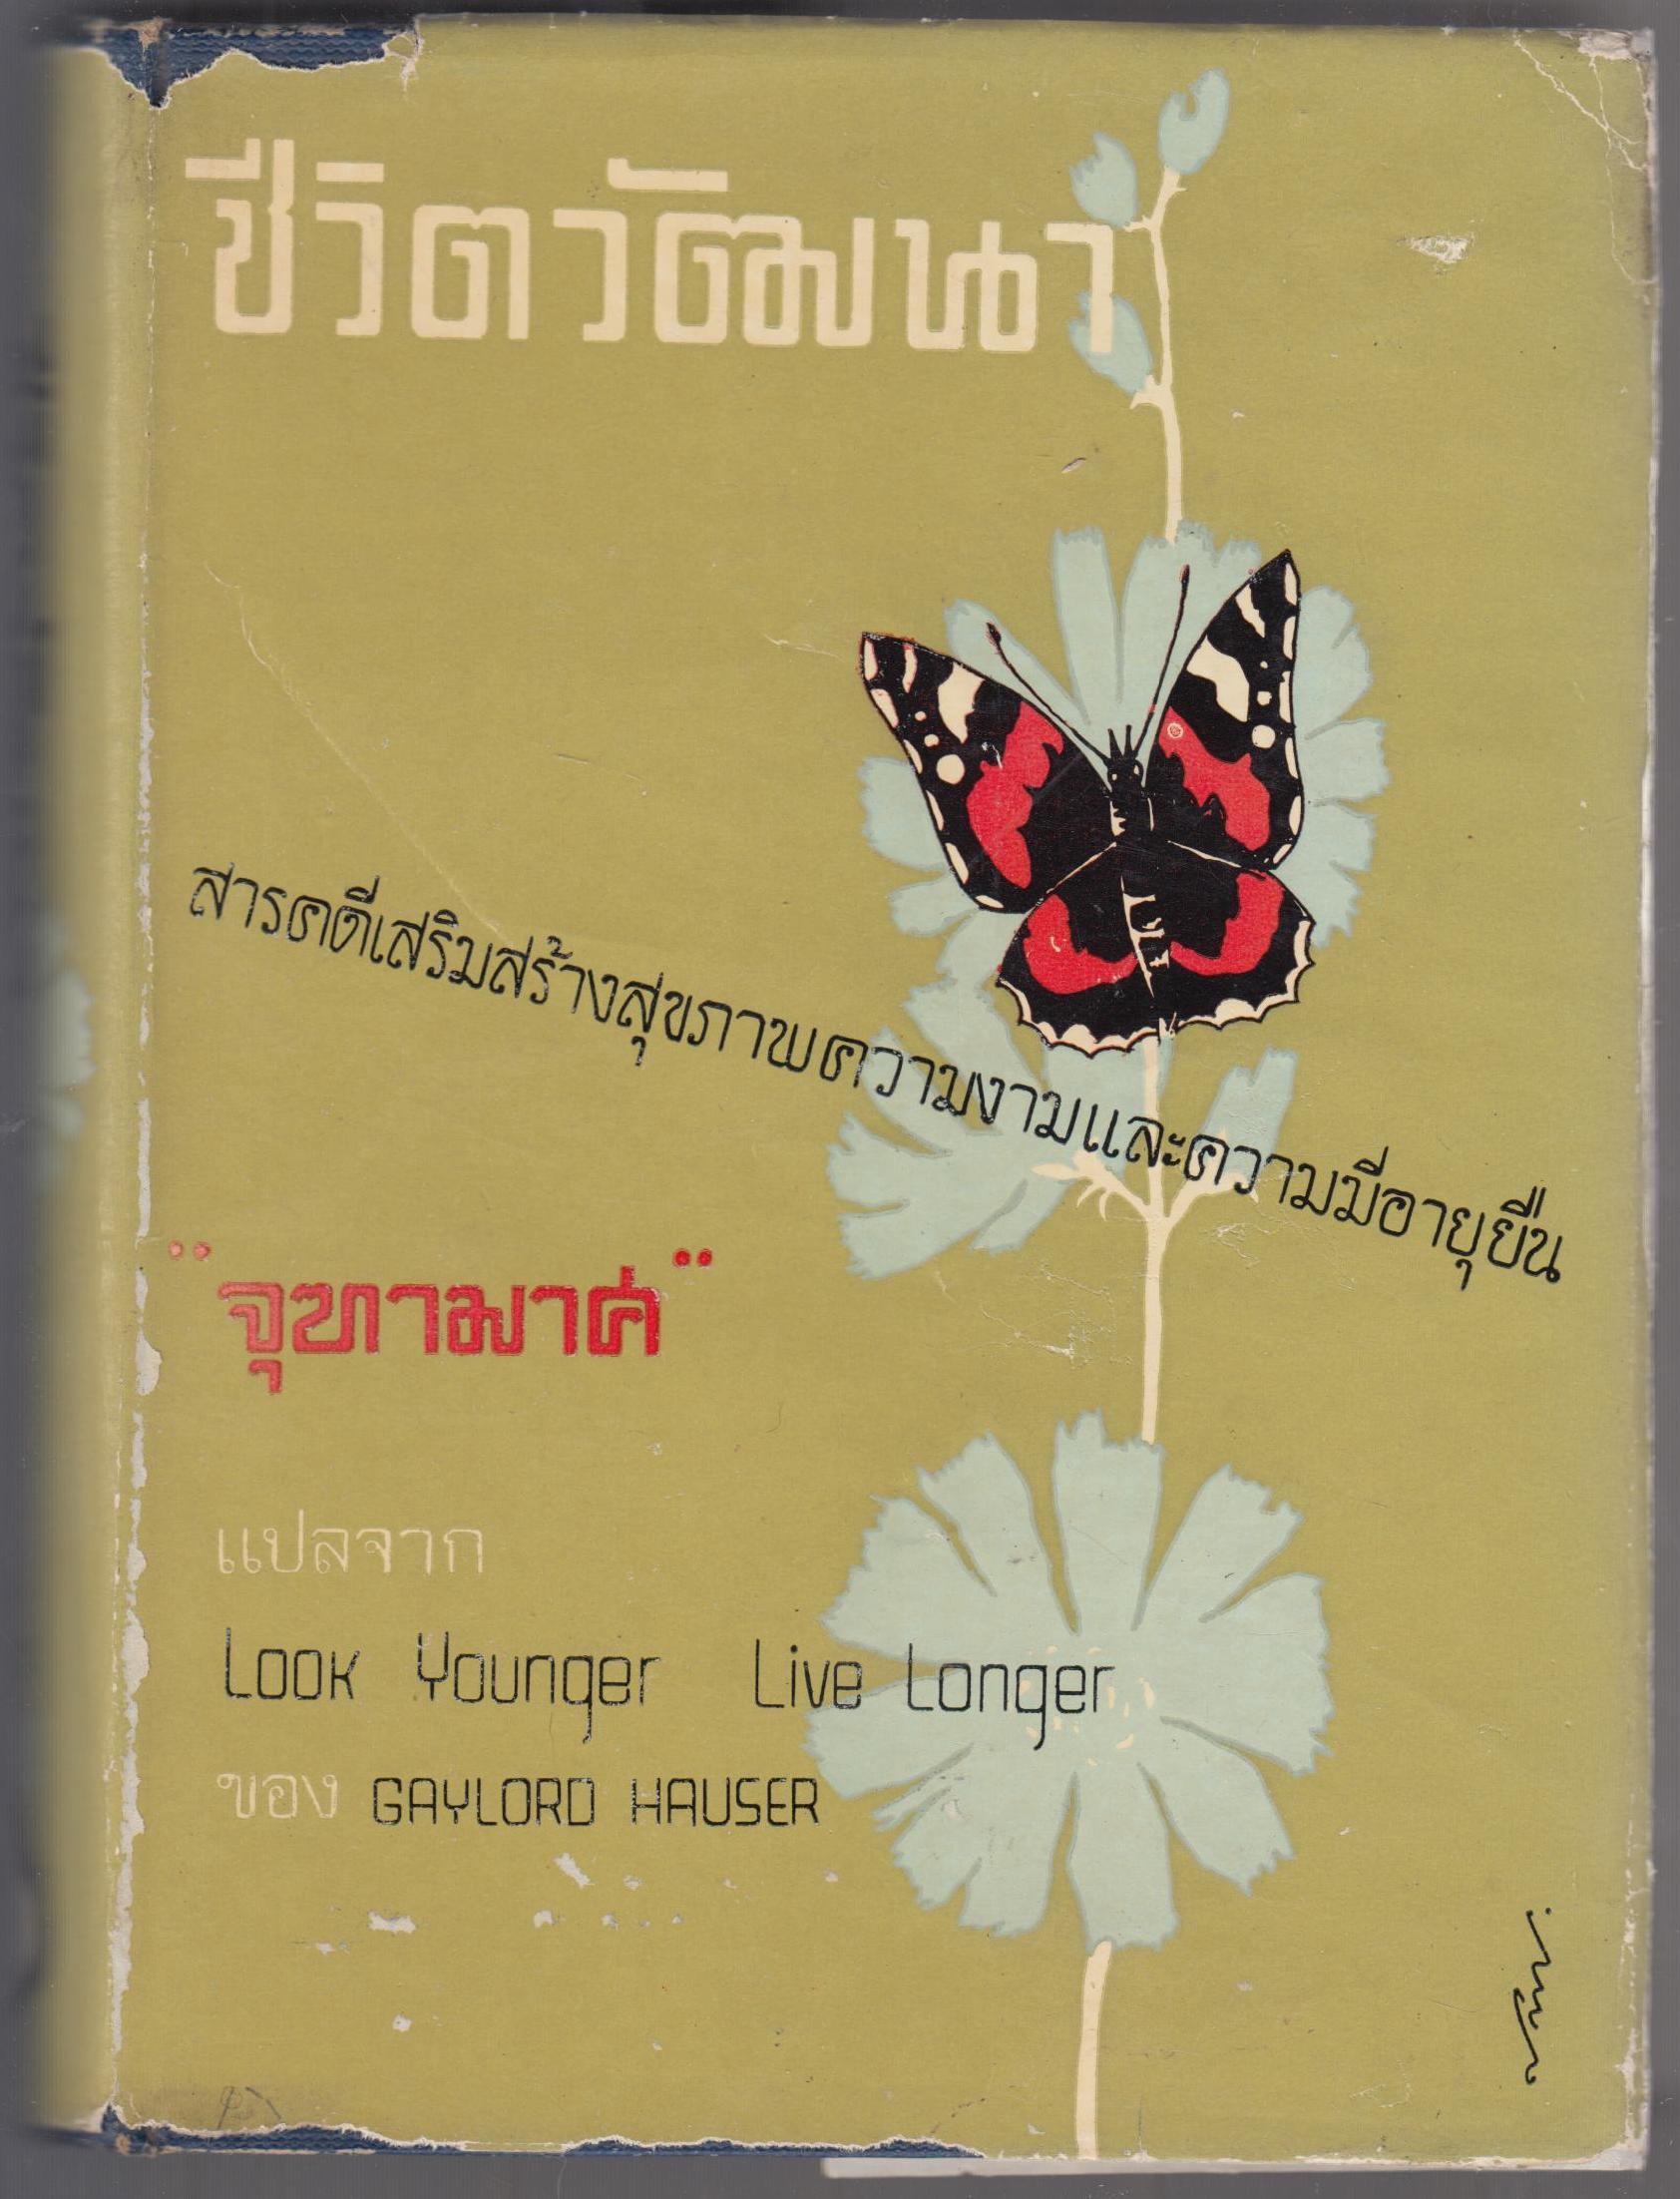 ชีวิตวัฒนา
สารคดีเสริมสร้างสุขภาพความงามและความมีอายุยืน
"จุฑามาศ"
แปลจาก
Look Younger Live Longer
ของ GAYLORD HAUSER